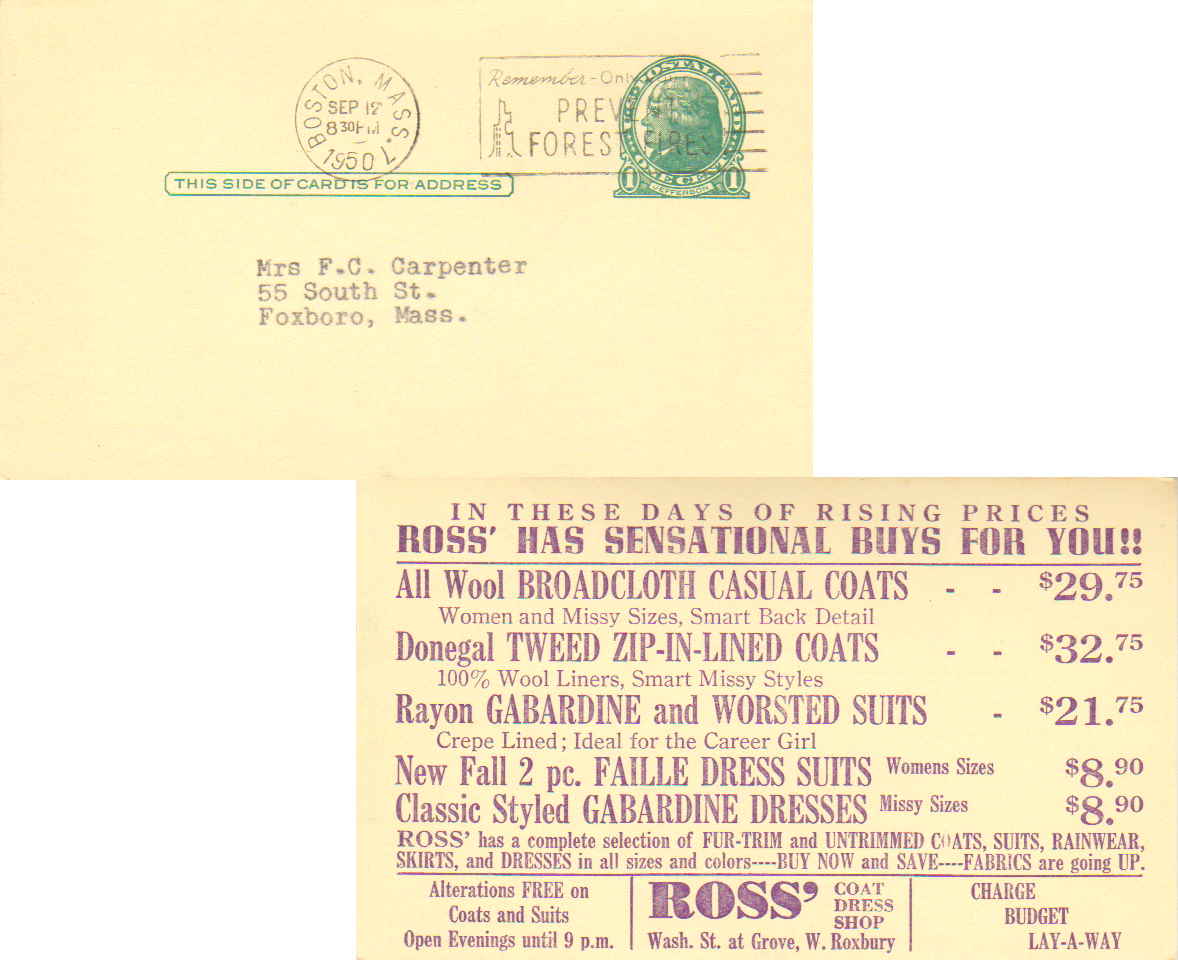 BOSTON, MASS.
SEP 12
8 30 PM
1950
Remember - Only
PREVENT
FOREST FIRES
U.S. POSTAL CARD
ONE CENT
1 JEFFERSON 1
THIS SIDE OF CARD IS FOR ADDRESS
Mrs F.C. Carpenter
55 South St.
Foxboro, Mass.
IN THESE DAYS OF RISING PRICES
ROSS' HAS SENSATIONAL BUYS FOR YOU!!
All Wool BROADCLOTH CASUAL COATS - - $29.75
Women and Missy Sizes, Smart Back Detail
Donegal TWEED ZIP-IN-LINED COATS - - $32.75
100% Wool Liners, Smart Missy Styles
Rayon GABARDINE and WORSTED SUITS - $21.75
Crepe Lined; Ideal for the Career Girl
New Fall 2 pc. FAILLE DRESS SUITS Womens Sizes $8.90
Classic Styled GABARDINE DRESSES Missy Sizes $8.90
ROSS' has a complete selection of FUR-TRIM and UNTRIMMED COATS, SUITS, RAINWEAR,
SKIRTS, and DRESSES in all sizes and colors----BUY NOW and SAVE----FABRICS are going UP.
Alterations FREE on
Coats and Suits
Open Evenings until 9 p.m.
ROSS' COAT
DRESS
SHOP
Wash. St. at Grove, W. Roxbury
CHARGE
BUDGET
LAY-A-WAY